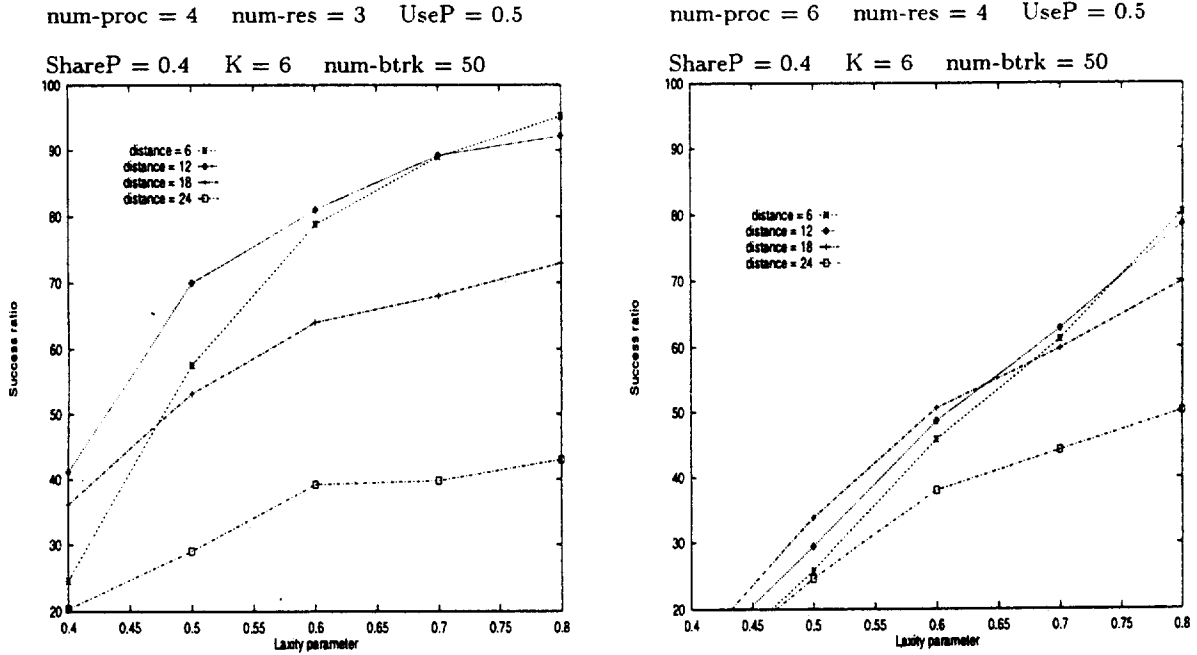 num-proc = 4 num-res = 3 UseP = 0.5
ShareP = 0.4 K = 6 num-btrk = 50
100
90
80
70
60
50
40
30
20
Success ratio
distance = 6
distance = 12
distance = 18
distance = 24
0.4 0.45 0.5 0.55 0.6 0.65 0.7 0.75 0.8
Laxity parameter
num-proc = 6 num-res = 4 UseP = 0.5
ShareP = 0.4 K = 6 num-btrk = 50
100
90
80
70
60
50
40
30
20
Success ratio
distance = 6
distance = 12
distance = 18
distance = 24
0.4 0.45 0.5 0.55 0.6 0.65 0.7 0.75 0.8
Laxity parameter